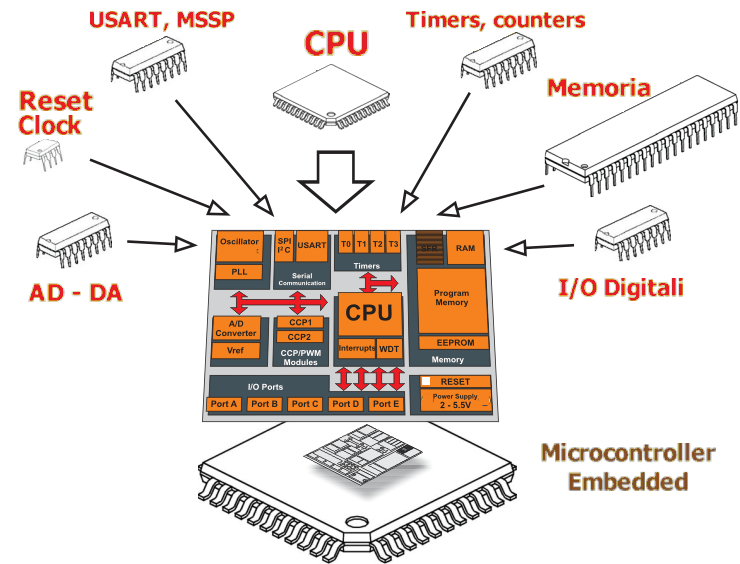 USART, MSSP
CPU
Timers, counters
Reset
Clock
Memoria
AD - DA
I/O Digitali
Oscillator
:
PLL
SPI
I²C
USART
Serial
Communication
T0
T1
T2
T3
Timers
RAM
Program
Memory
EEPROM
Memory
A/D
Converter
Vref
CCP1
CCP2
CCP/PWM
Modules
CPU
Interrupts
WDT
I/O Ports
Port A
Port B
Port C
Port D
Port E
RESET
Power Supply
2 - 5.5V
Microcontroller
Embedded